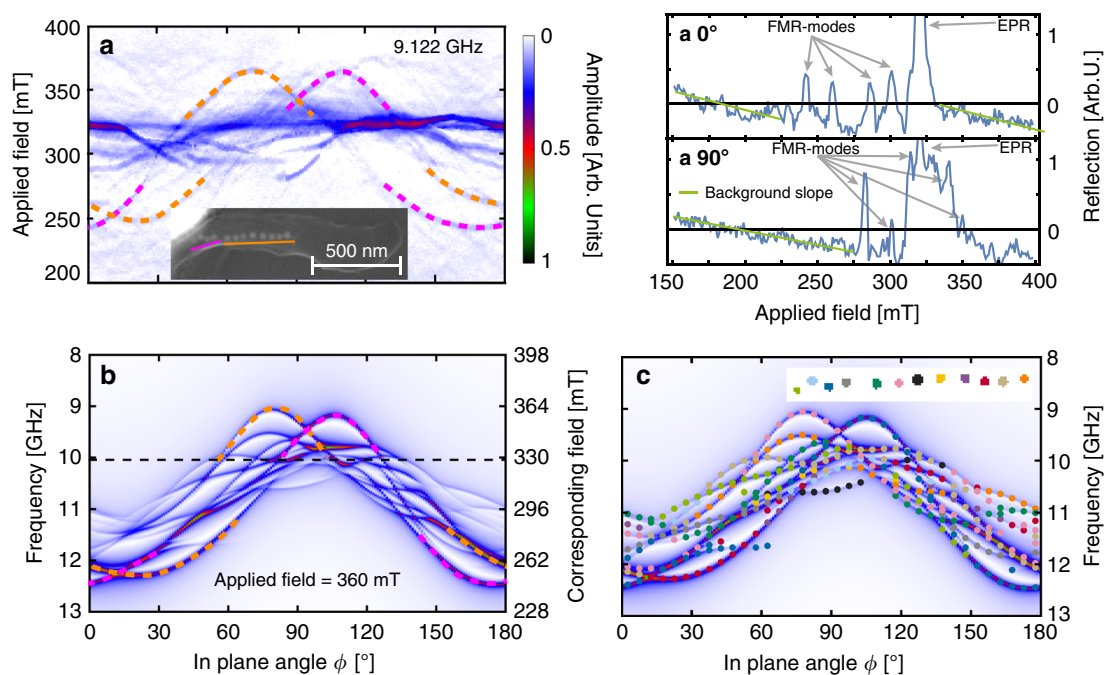 a
9.122 GHz
400
350
300
250
200
Applied field [mT]
500 nm
0
0.5
1
Amplitude [Arb. Units]
a 0°
FMR-modes
EPR
1
0
a 90°
FMR-modes
EPR
Background slope
1
0
Reflection [Arb.U.]
150 200 250 300 350 400
Applied field [mT]
b
8
9
10
11
12
13
Frequency [GHz]
Applied field = 360 mT
398
364
330
296
262
228
Corresponding field [mT]
0 30 60 90 120 150 180
In plane angle ϕ [°]
c
8
9
10
11
12
13
Frequency [GHz]
0 30 60 90 120 150 180
In plane angle ϕ [°]